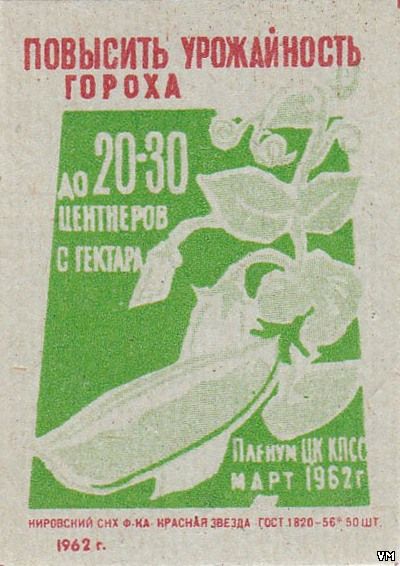 ПОВЫСИТЬ УРОЖАЙНОСТЬ
ГОРОХА
ДО 20-30
ЦЕНТНЕРОВ
С ГЕКТАРА
ПЛЕНУМ ЦК КПСС
МАРТ 1962г
КИРОВСКИЙ СНХ Ф-КА КРАСНАЯ ЗВЕЗДА ГОСТ 1820-56* 50 ШТ.
1962 г.
VM